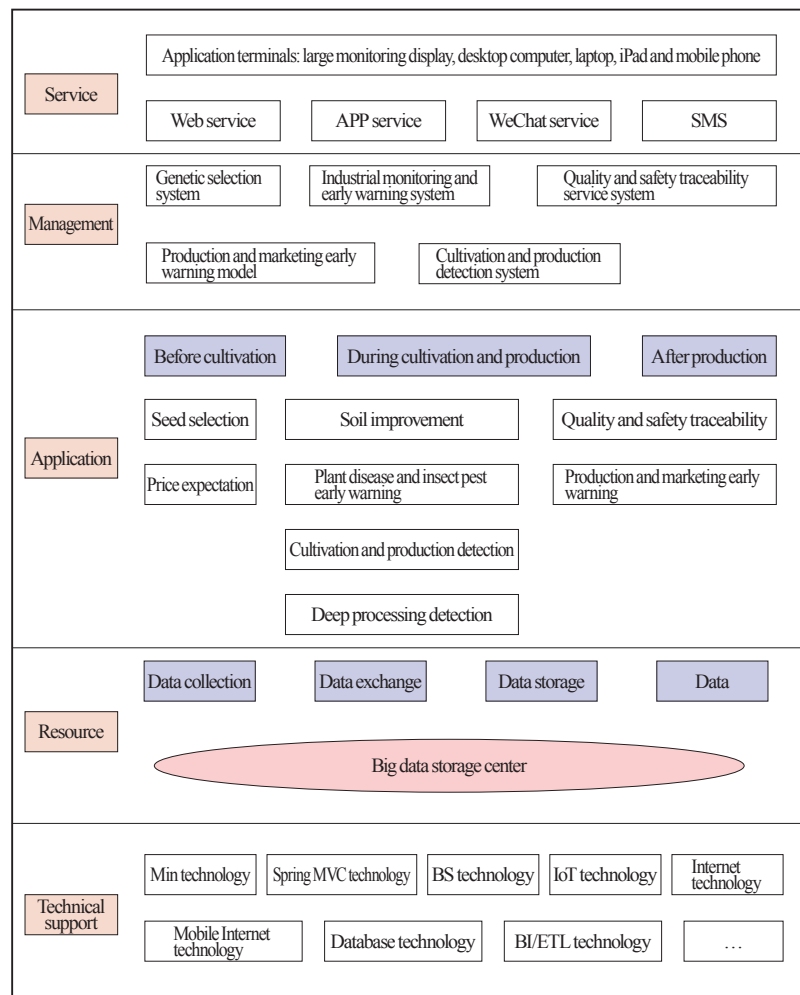 Application terminals: large monitoring display, desktop computer, laptop, iPad and mobile phone
Service
Web service
APP service
WeChat service
SMS
Genetic selection
system
Industrial monitoring and
early warning system
Quality and safety traceability
service system
Management
Production and marketing early
warning model
Cultivation and production
detection system
Before cultivation
During cultivation and production
After production
Seed selection
Soil improvement
Quality and safety traceability
Application
Price expectation
Plant disease and insect pest
early warning
Production and marketing early
warning
Cultivation and production detection
Deep processing detection
Data collection
Data exchange
Data storage
Data
Resource
Big data storage center
Min technology
Spring MVC technology
BS technology
IoT technology
Internet
technology
Technical
support
Mobile Internet
technology
Database technology
BI/ETL technology
…